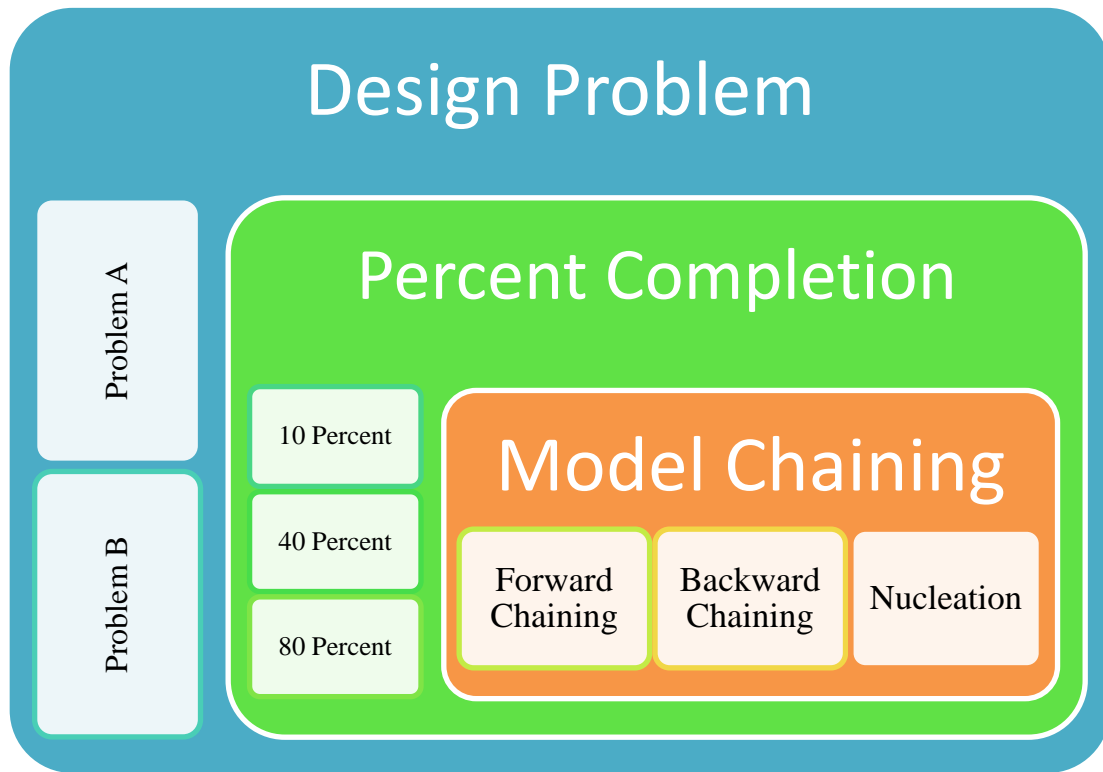 Design Problem
Problem A
Problem B
Percent Completion
10 Percent
40 Percent
80 Percent
Model Chaining
Forward
Chaining
Backward
Chaining
Nucleation